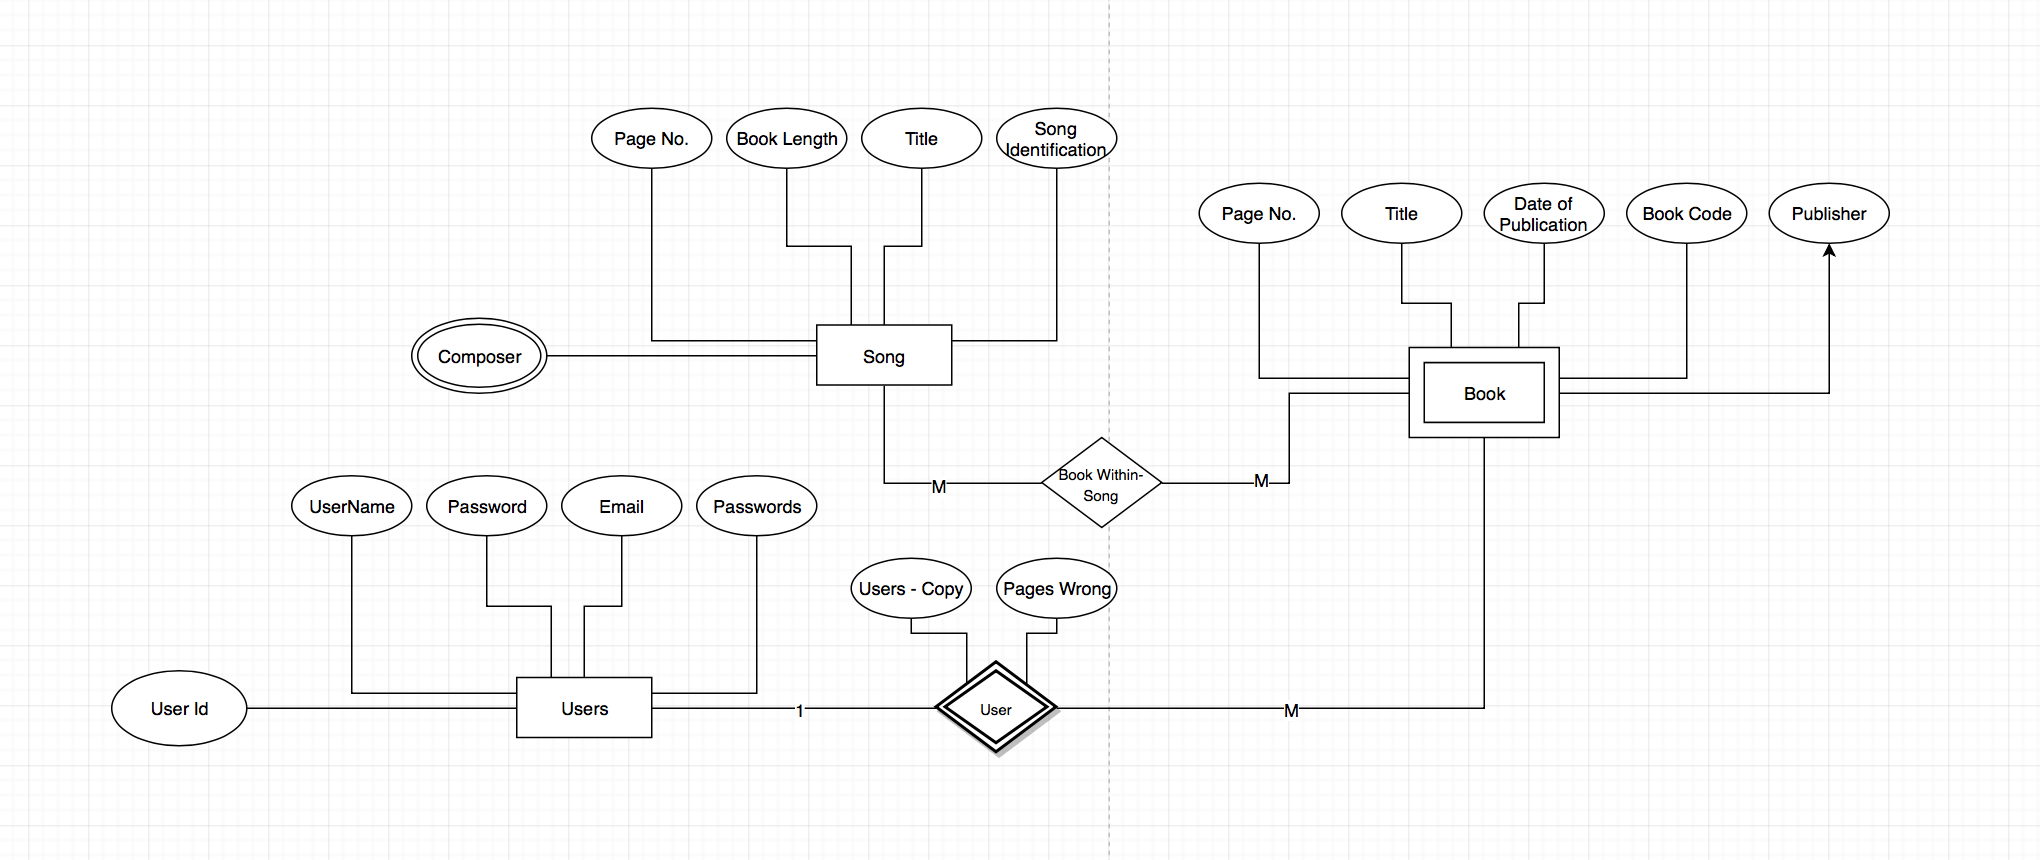 Page No.
Book Length
Title
Song
Identification
Page No.
Title
Date of
Publication
Book Code
Publisher
Composer
Song
Book
Book Within-
Song
M
M
UserName
Password
Email
Passwords
Users - Copy
Pages Wrong
User Id
Users
1
User
M